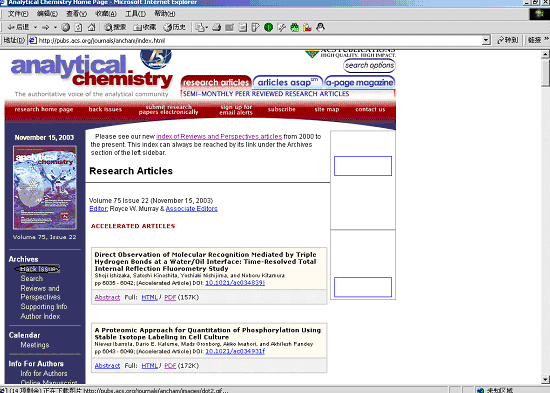 Analytical Chemistry Home Page - Microsoft Internet Explorer
文件(F) 编辑(E) 查看(V) 收藏(A) 工具(T) 帮助(H)
后退 搜索 收藏 历史
地址(D) http://pubs.acs.org/journals/ancham/index.html 转到 链接 »
analytical chemistry
The authoritative voice of the analytical community
75
ACS PUBLICATIONS
HIGH QUALITY. HIGH IMPACT.
search options
research articles articles asap a-page magazine
SEMI-MONTHLY PEER REVIEWED RESEARCH ARTICLES
research home page back issues submit research papers electronically sign up for email alerts subscribe site map contact us
November 15, 2003
analytical chemistry
Volume 75, Issue 22
Archives
Back Issues
Search
Reviews and
Perspectives
Supporting Info
Author Index
Calendar
Meetings
Info For Authors
Info for Authors
Online Manuscript
Please see our new index of Reviews and Perspectives articles from 2000 to
the present. This index can always be reached by its link under the Archives
section of the left sidebar.
Research Articles
Volume 75 Issue 22 (November 15, 2003)
Editor: Royce W. Murray & Associate Editors
ACCELERATED ARTICLES
Direct Observation of Molecular Recognition Mediated by Triple
Hydrogen Bonds at a Water/Oil Interface: Time-Resolved Total
Internal Reflection Fluorometry Study
Shoji Ishizaka, Satoshi Kinoshita, Yoshiaki Nishijima, and Noboru Kitamura
pp 6035 - 6042; (Accelerated Article) DOI: 10.1021/ac034839i
Abstract Full: HTML / PDF (157K)
A Proteomic Approach for Quantitation of Phosphorylation Using
Stable Isotope Labeling in Cell Culture
Nieves Ibarrola, Dario E. Kalume, Mads Gronborg, Akiko Iwahori, and Akhilesh Pandey
pp 6043 - 6049; (Accelerated Article) DOI: 10.1021/ac034931f
Abstract Full: HTML / PDF (172K)
正在下载图片 http://pubs.acs.org/journals/ancham/images/dot2.gif... 未知区域